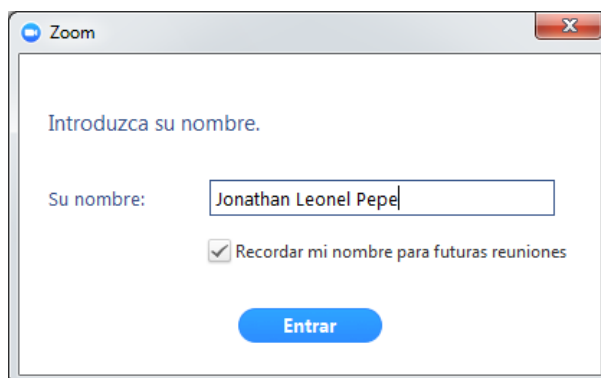 Zoom
Introduzca su nombre.
Su nombre: Jonathan Leonel Pepe
Recordar mi nombre para futuras reuniones
Entrar